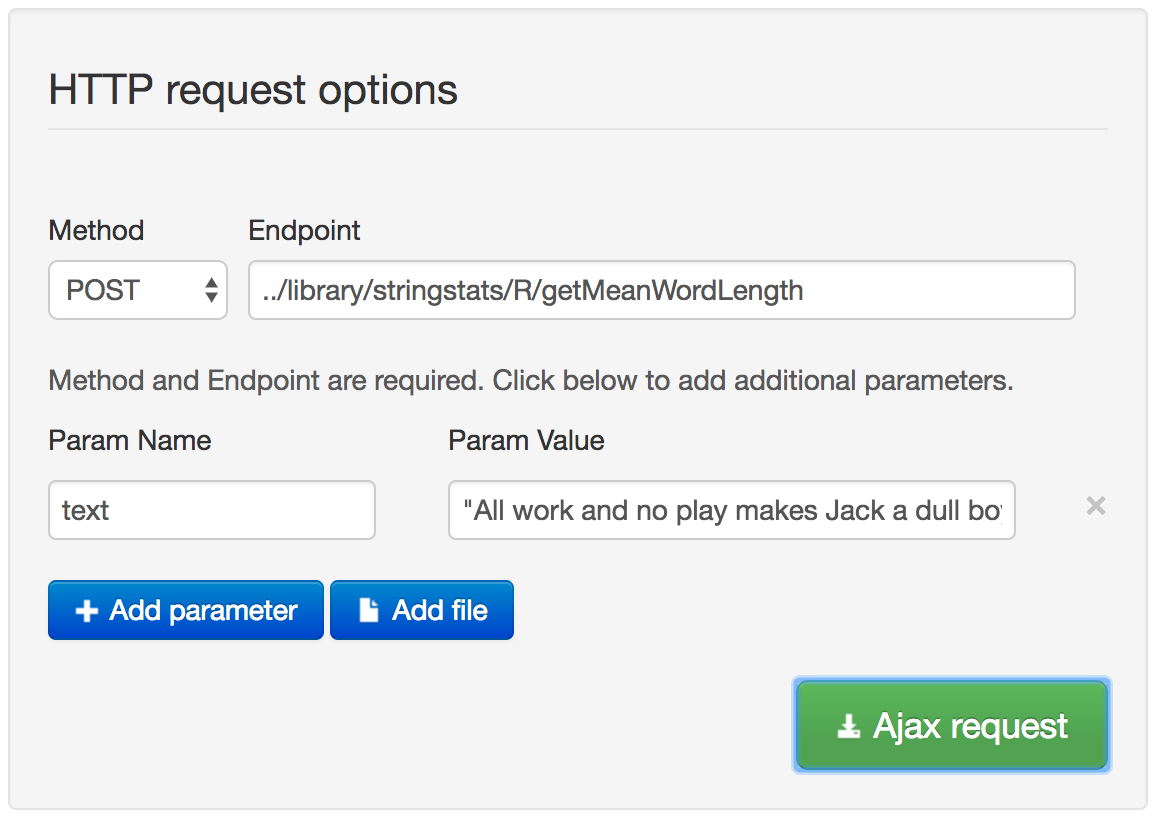 HTTP request options
Method Endpoint
POST ../library/stringstats/R/getMeanWordLength
Method and Endpoint are required. Click below to add additional parameters.
Param Name Param Value
text "All work and no play makes Jack a dull bo
Add parameter Add file
Ajax request